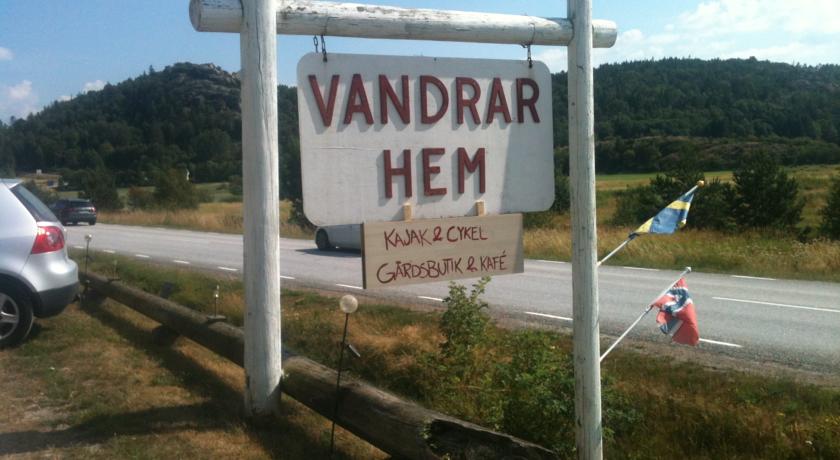 VANDRAR
HEM
KAJAK & CYKEL
GÅRDSBUTIK & KAFÉ